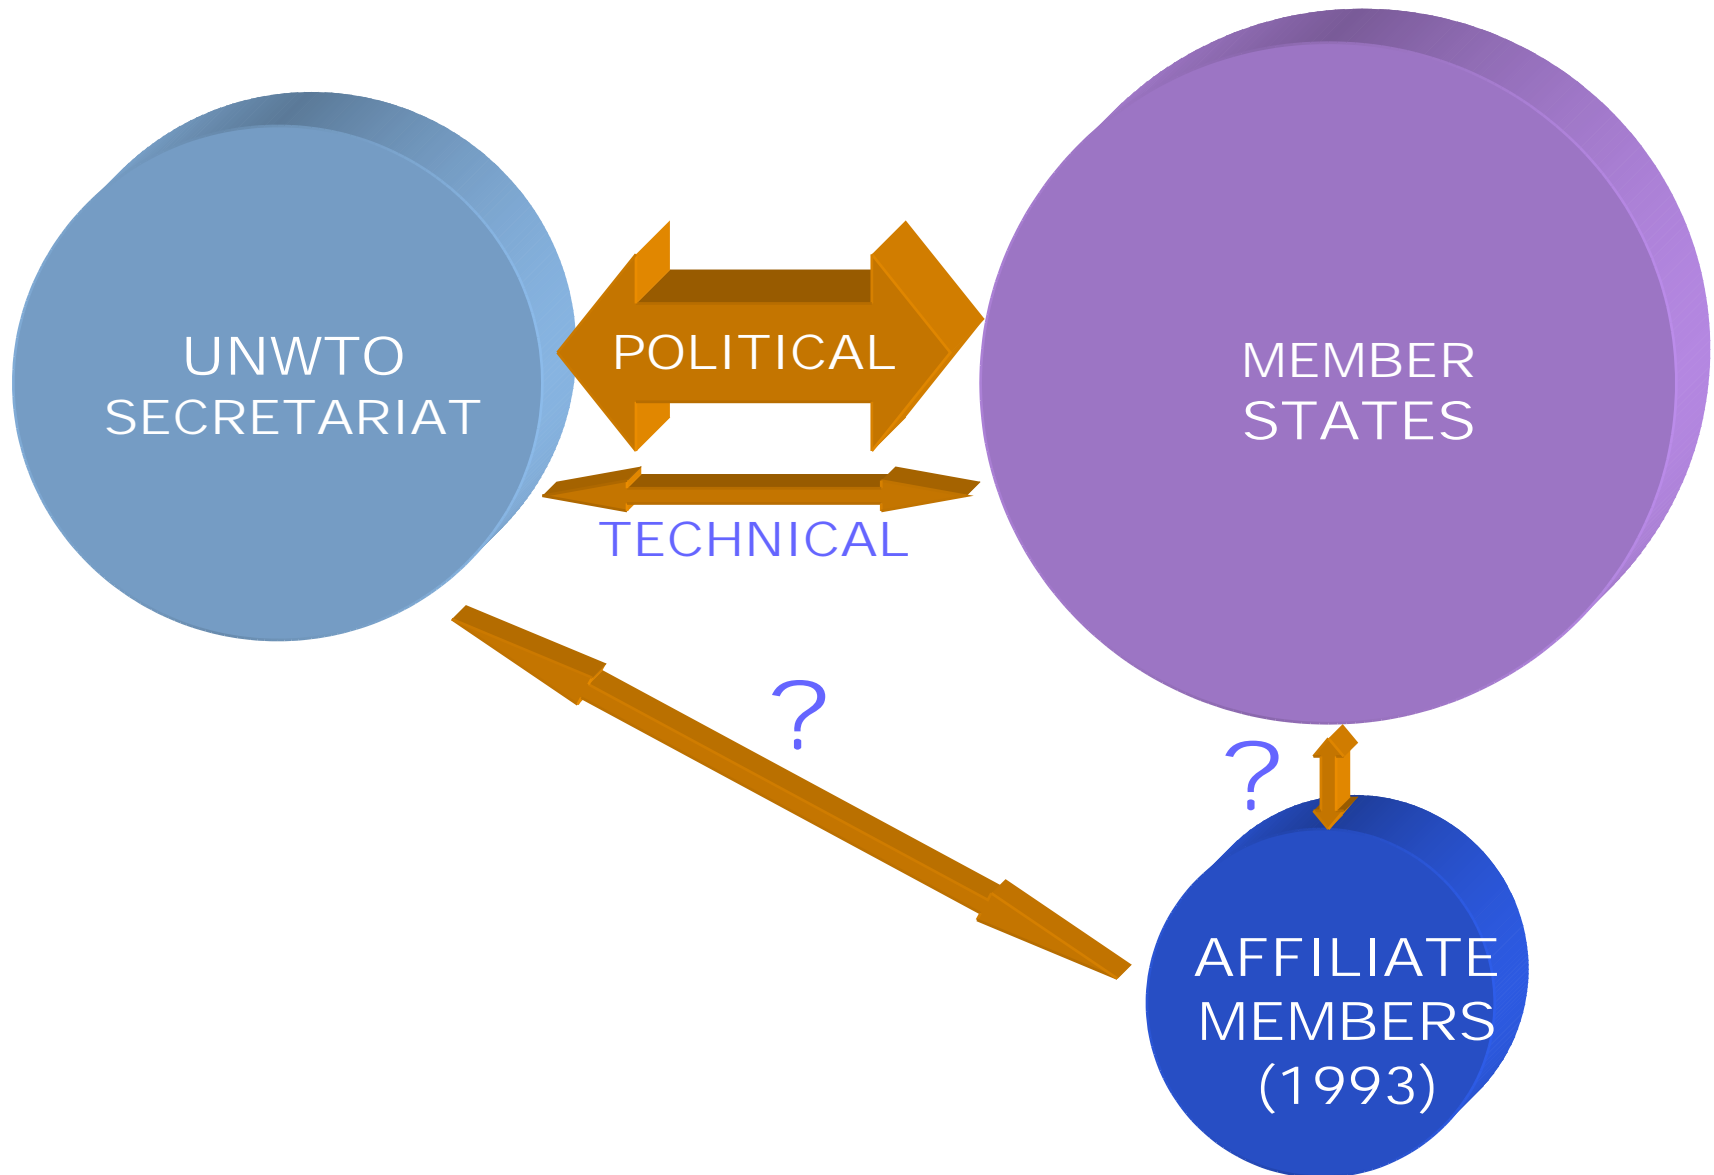 UNWTO
SECRETARIAT
POLITICAL
MEMBER
STATES
TECHNICAL
?
?
AFFILIATE
MEMBERS
(1993)